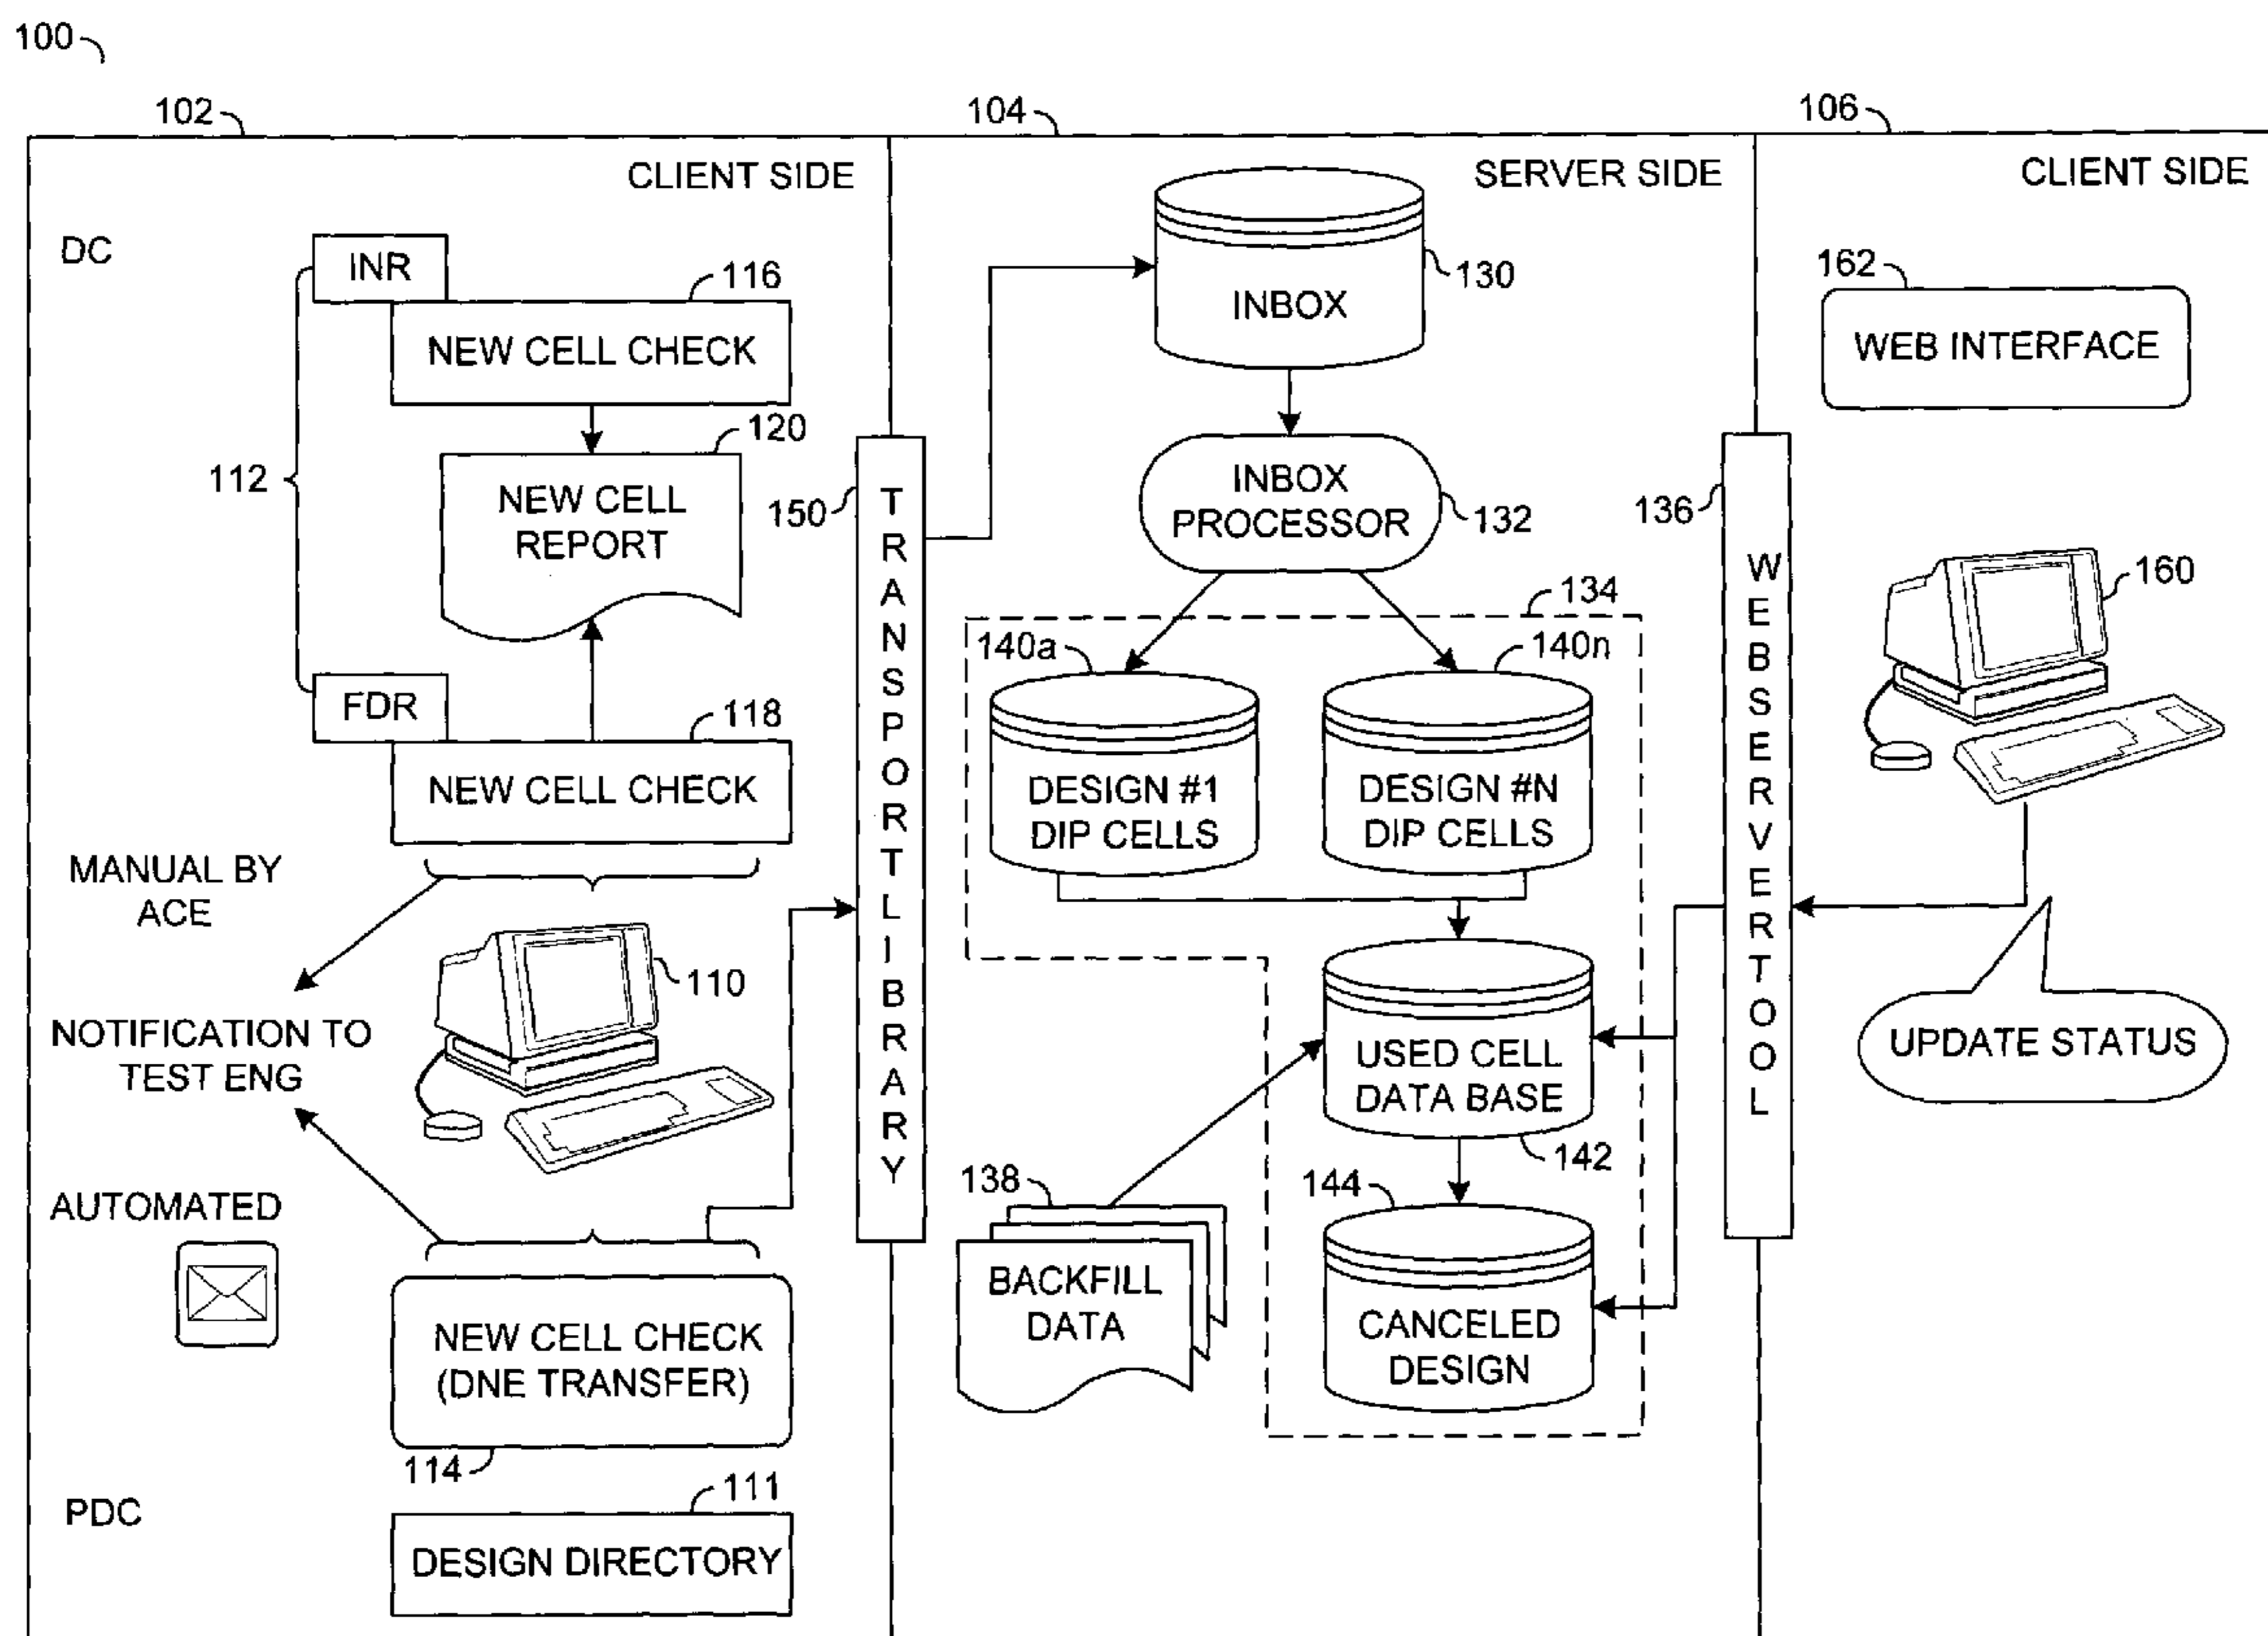 100
102
104
106
CLIENT SIDE
SERVER SIDE
CLIENT SIDE
DC
INR
116
NEW CELL CHECK
120
NEW CELL
REPORT
112
FDR
118
NEW CELL CHECK
MANUAL BY
ACE
110
NOTIFICATION TO
TEST ENG
AUTOMATED
NEW CELL CHECK
(DNE TRANSFER)
114
PDC
111
DESIGN DIRECTORY
150
TRANSPORT LIBRARY
130
INBOX
INBOX
PROCESSOR
132
134
140a
140n
DESIGN #1
DIP CELLS
DESIGN #N
DIP CELLS
USED CELL
DATA BASE
142
138
BACKFILL
DATA
144
CANCELED
DESIGN
136
WEBSERVER TOOL
162
WEB INTERFACE
160
UPDATE STATUS